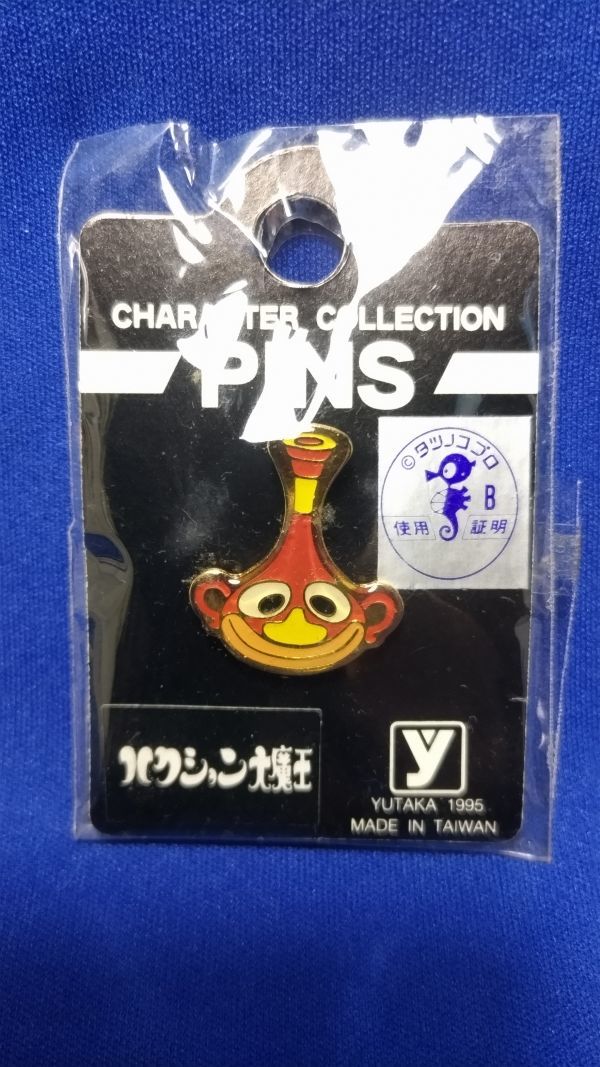 CHARACTER COLLECTION
PINS
©タツノコプロ
B
使用 証明
ハクション大魔王
Y
YUTAKA 1995
MADE IN TAIWAN